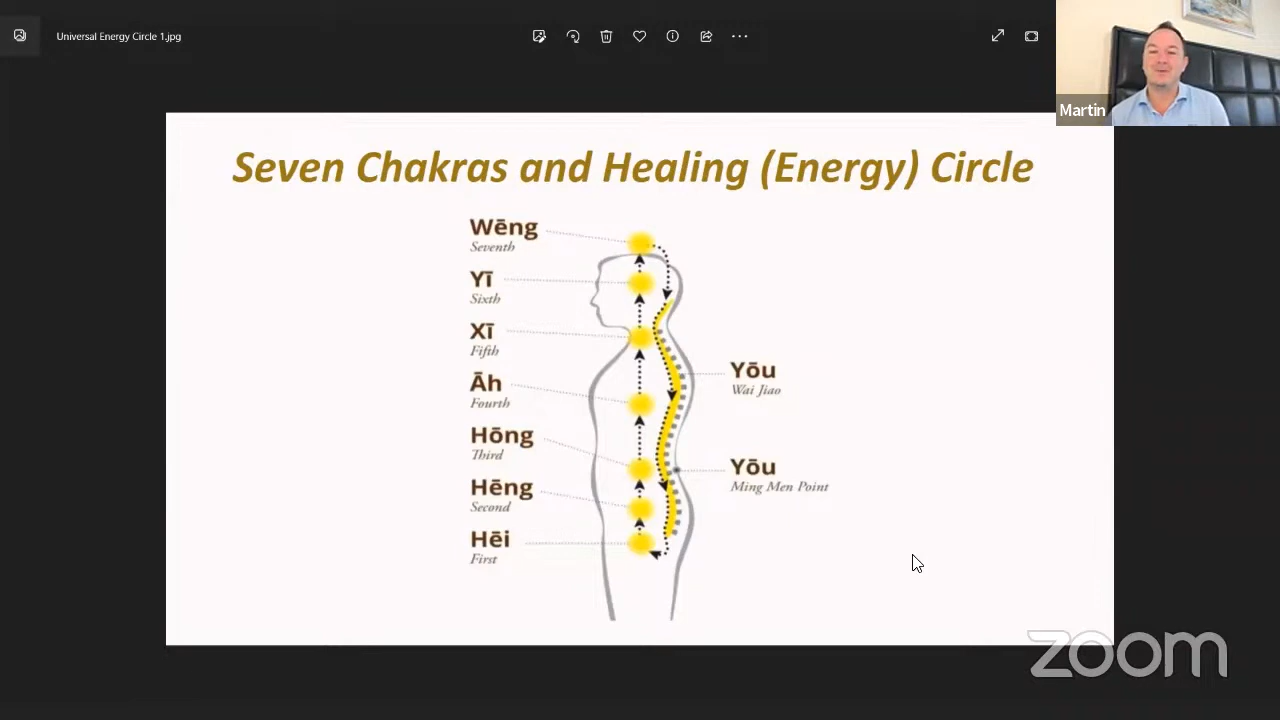 Universal Energy Circle 1.jpg
Martin
Seven Chakras and Healing (Energy) Circle
Wēng
Seventh
Yī
Sixth
Xī
Fifth
Āh
Fourth
Hōng
Third
Hēng
Second
Hēi
First
Yōu
Wai Jiao
Yōu
Ming Men Point
zoom